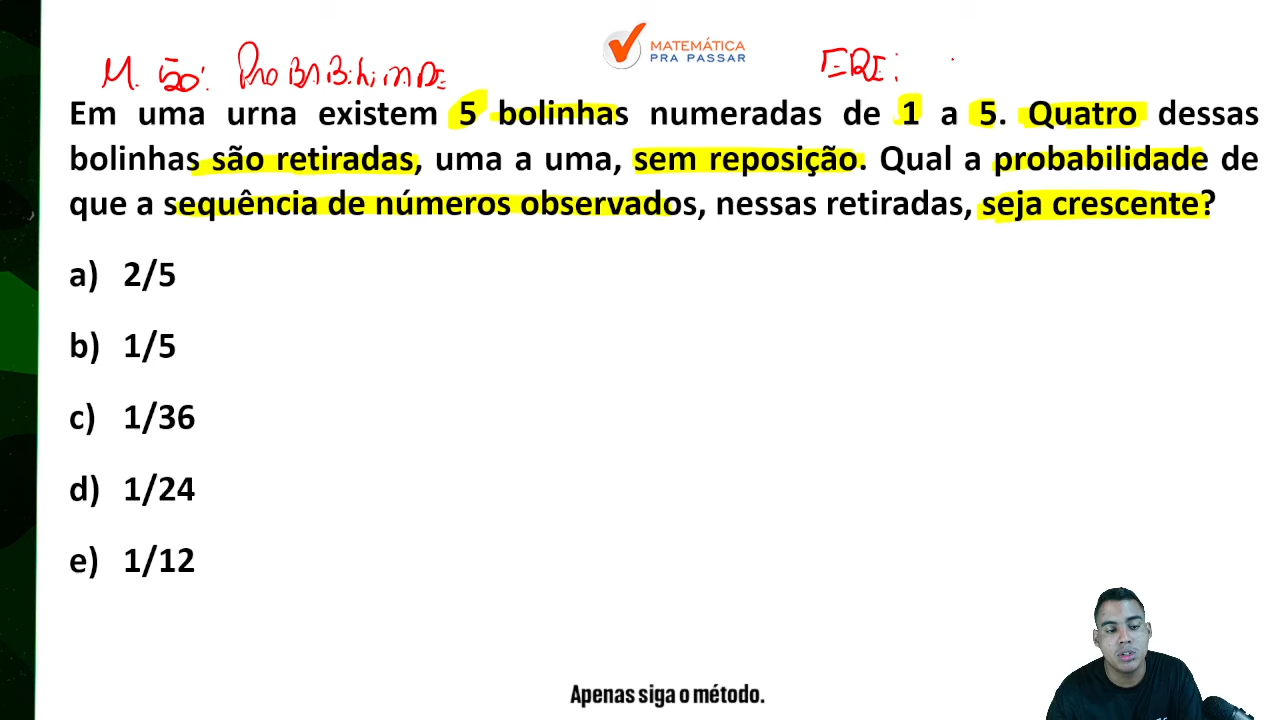 MATEMÁTICA
PRA PASSAR
M. 50: PROBABILIDADE
Em uma urna existem 5 bolinhas numeradas de 1 a 5. Quatro dessas
bolinhas são retiradas, uma a uma, sem reposição. Qual a probabilidade de
que a sequência de números observados, nessas retiradas, seja crescente?
a) 2/5
b) 1/5
c) 1/36
d) 1/24
e) 1/12
Apenas siga o método.